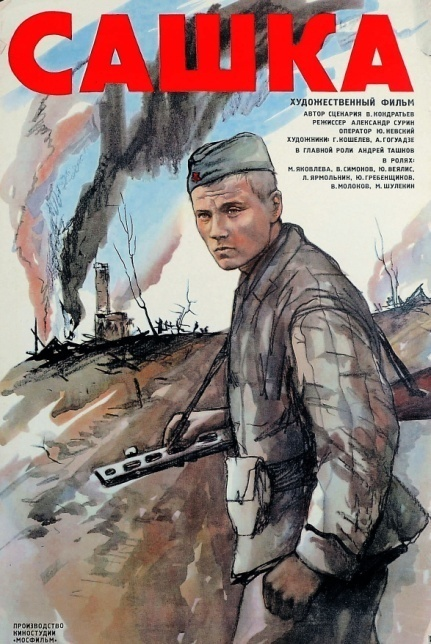 САШКА
ХУДОЖЕСТВЕННЫЙ ФИЛЬМ
АВТОР СЦЕНАРИЯ В. КОНДРАТЬЕВ
РЕЖИССЕР АЛЕКСАНДР СУРИН
ОПЕРАТОР Ю. НЕВСКИЙ
ХУДОЖНИКИ: Г. КОШЕЛЕВ, А. ГОГУАДЗЕ
В ГЛАВНОЙ РОЛИ АНДРЕЙ ТАШКОВ
В РОЛЯХ:
М. ЯКОВЛЕВА, В. СИМОНОВ, Ю. ВЕЯЛИС,
Л. ЯРМОЛЬНИК, Ю. ГРЕБЕНЩИКОВ,
В. МОЛОКОВ, М. ШУЛЕКИН
ПРОИЗВОДСТВО
КИНОСТУДИИ
«МОСФИЛЬМ»